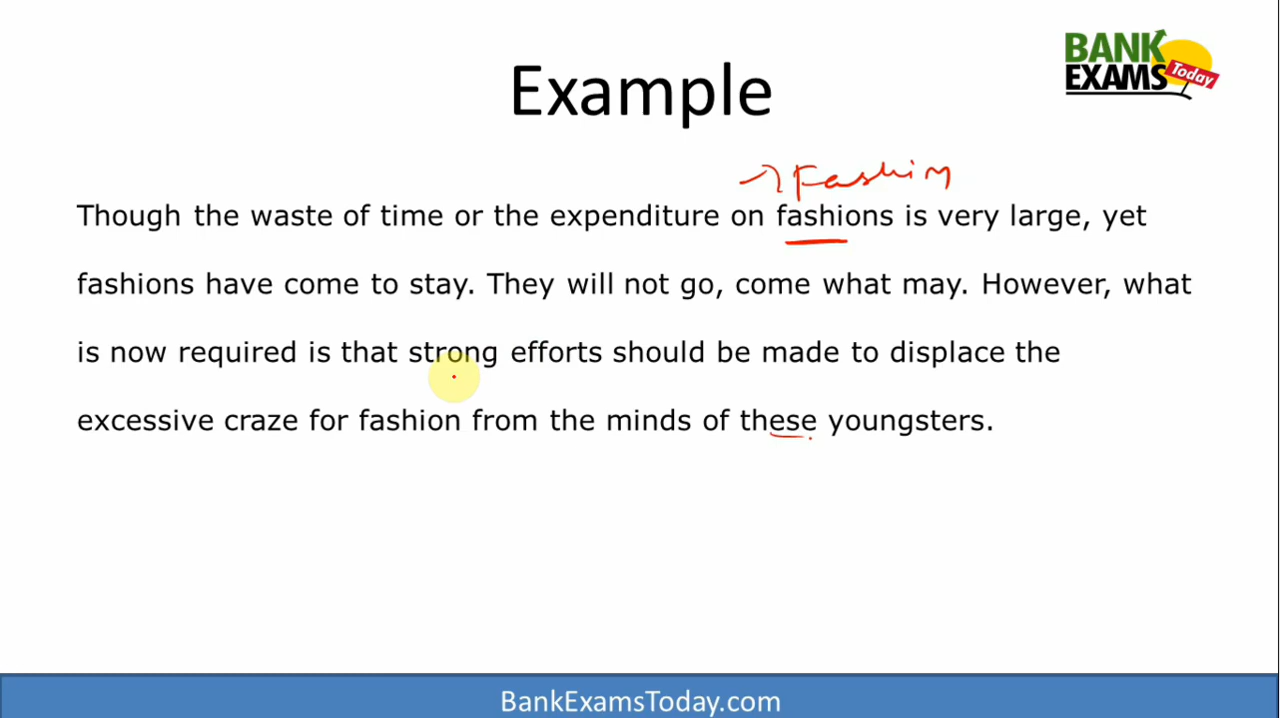 BANK
EXAMS Today
Example
Fashion
Though the waste of time or the expenditure on fashions is very large, yet
fashions have come to stay. They will not go, come what may. However, what
is now required is that strong efforts should be made to displace the
excessive craze for fashion from the minds of these youngsters.
BankExamsToday.com